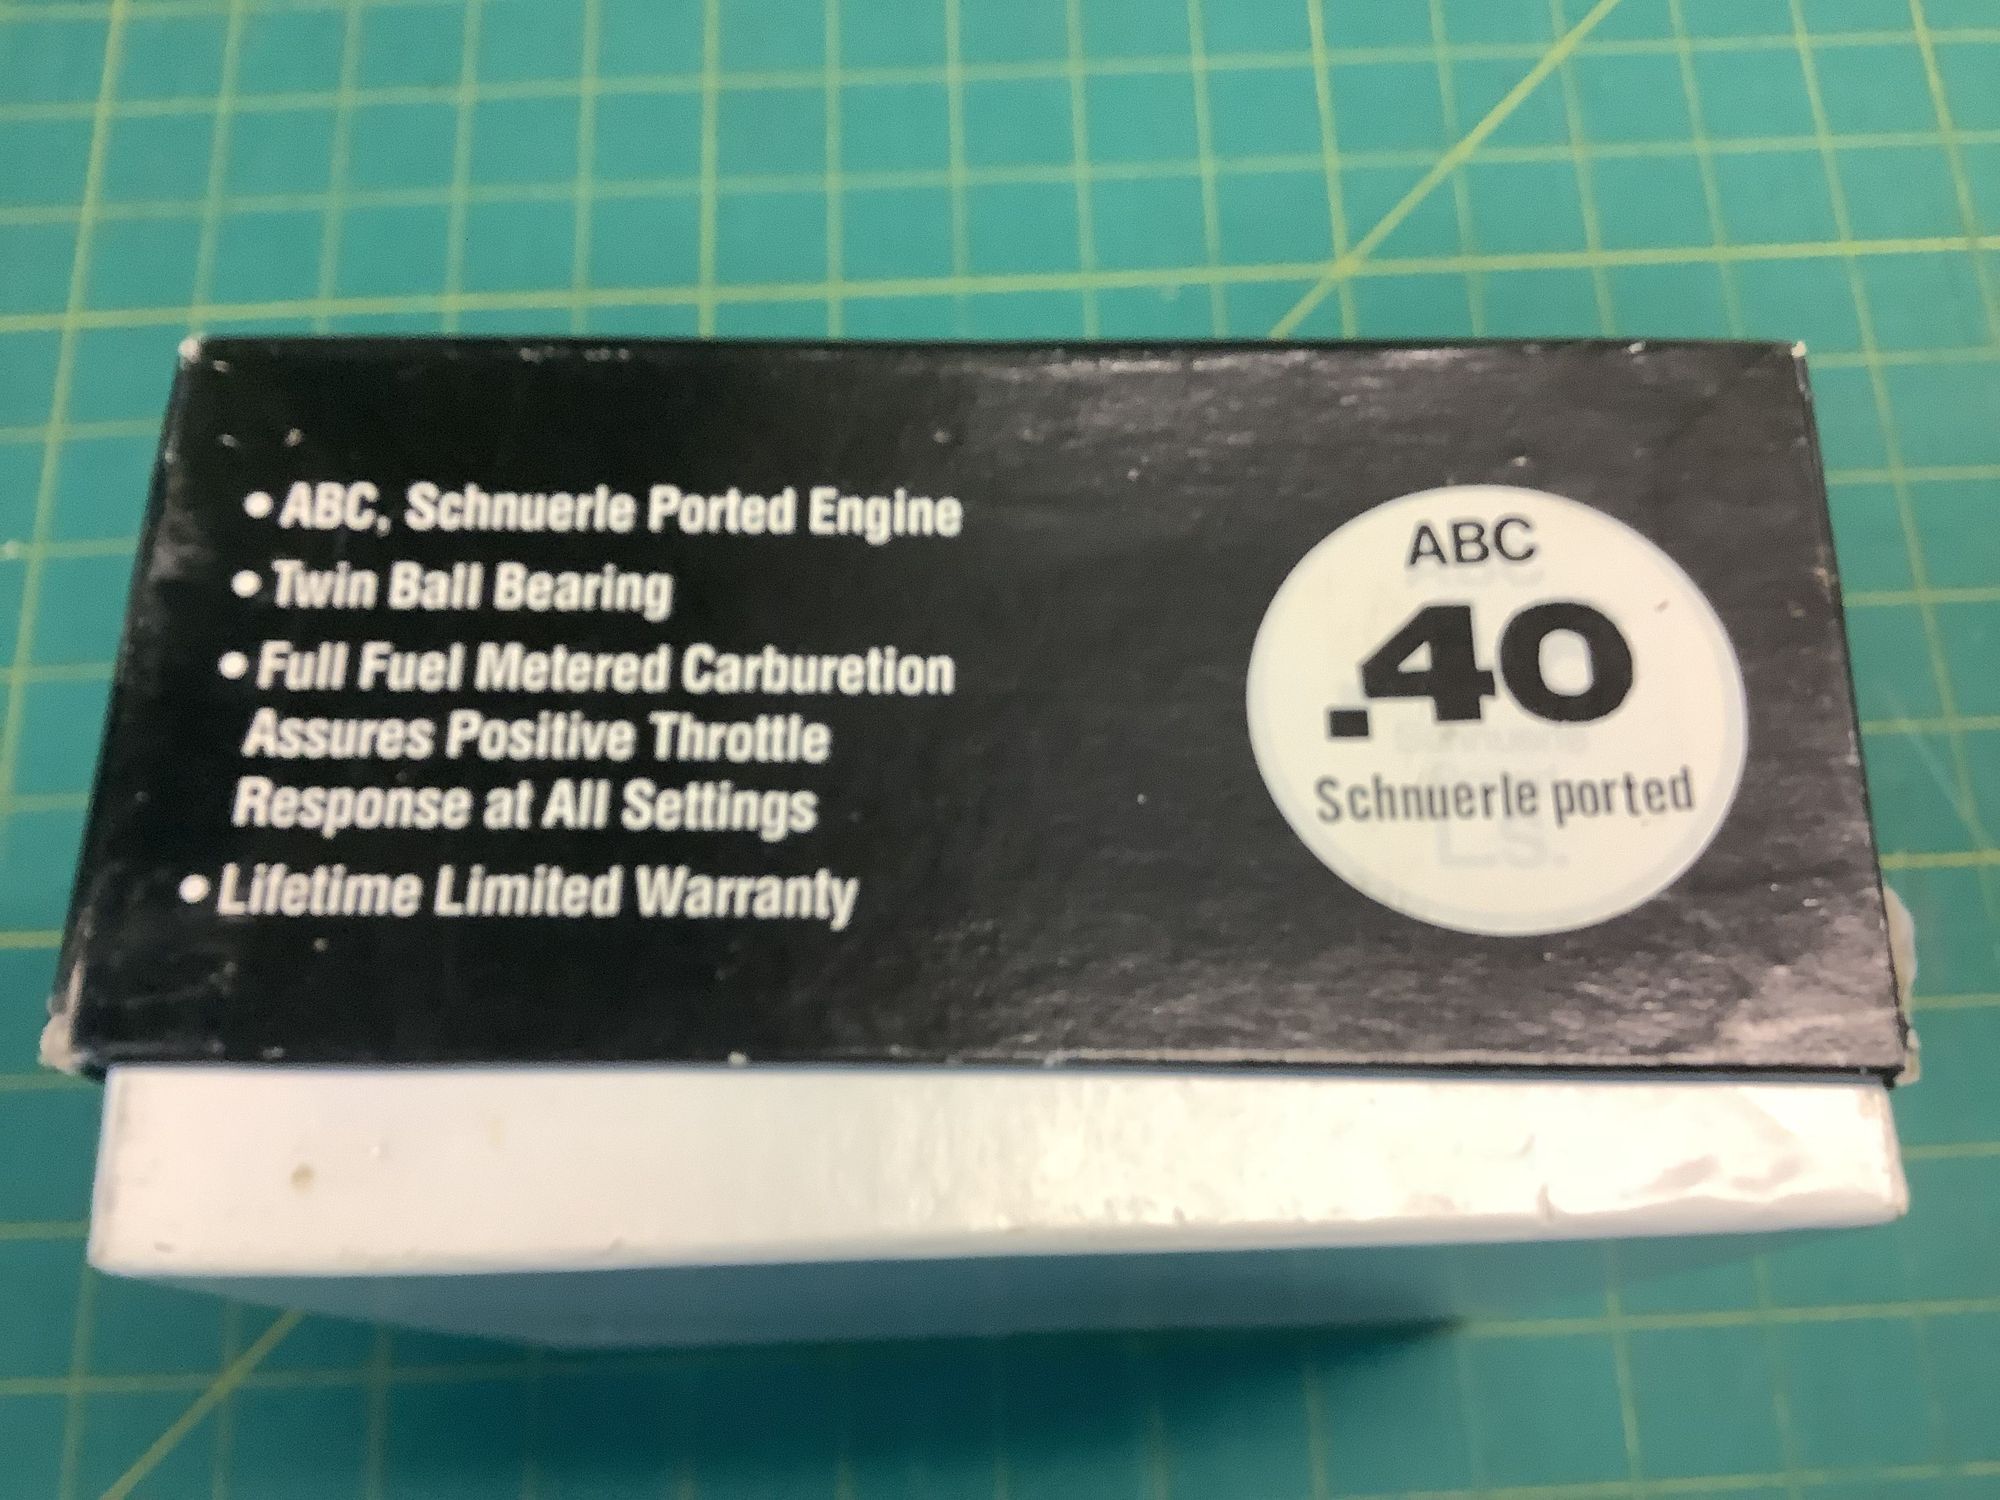 • ABC, Schnuerle Ported Engine
• Twin Ball Bearing
• Full Fuel Metered Carburetion
Assures Positive Throttle
Response at All Settings
• Lifetime Limited Warranty
ABC
.40
Schnuerle ported
L.S.